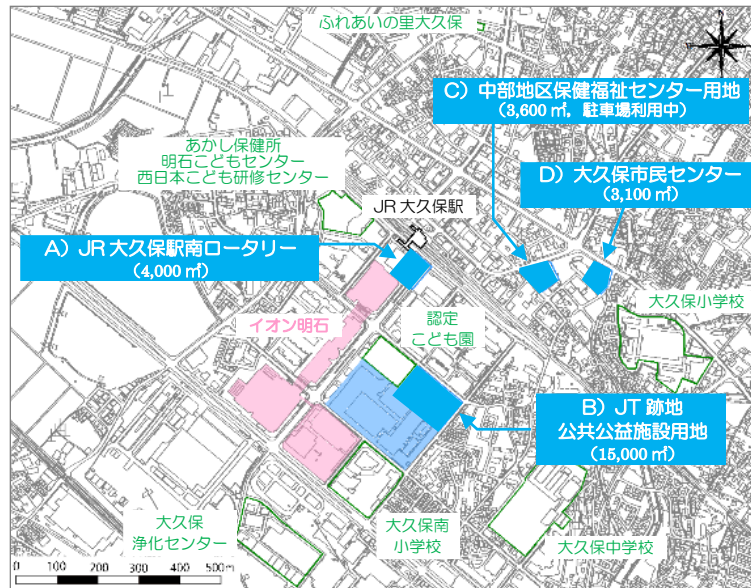 ふれあいの里大久保
C）中部地区保健福祉センター用地
（3,600 ㎡，駐車場利用中）
あかし保健所
明石こどもセンター
西日本こども研修センター
D）大久保市民センター
（3,100 ㎡）
JR 大久保駅
A）JR 大久保駅南ロータリー
（4,000 ㎡）
大久保小学校
イオン明石
認定
こども園
B）JT 跡地
公共公益施設用地
（15,000 ㎡）
大久保
浄化センター
大久保南
小学校
大久保中学校
0 100 200 300 400 500m